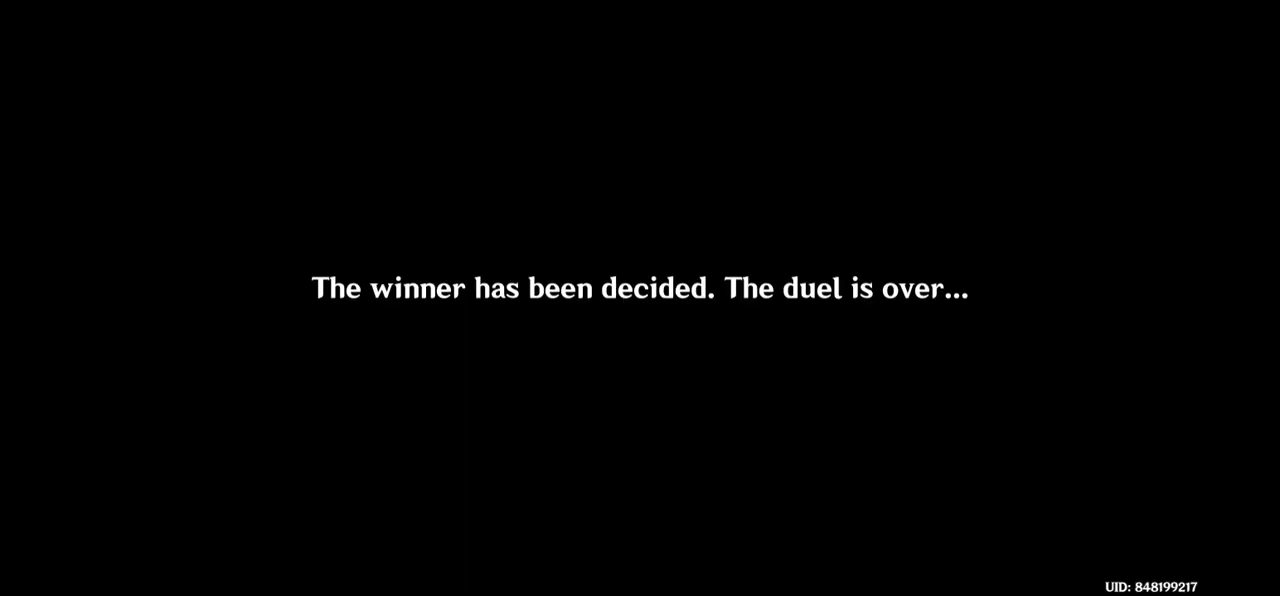 The winner has been decided. The duel is over...
UID: 848199217